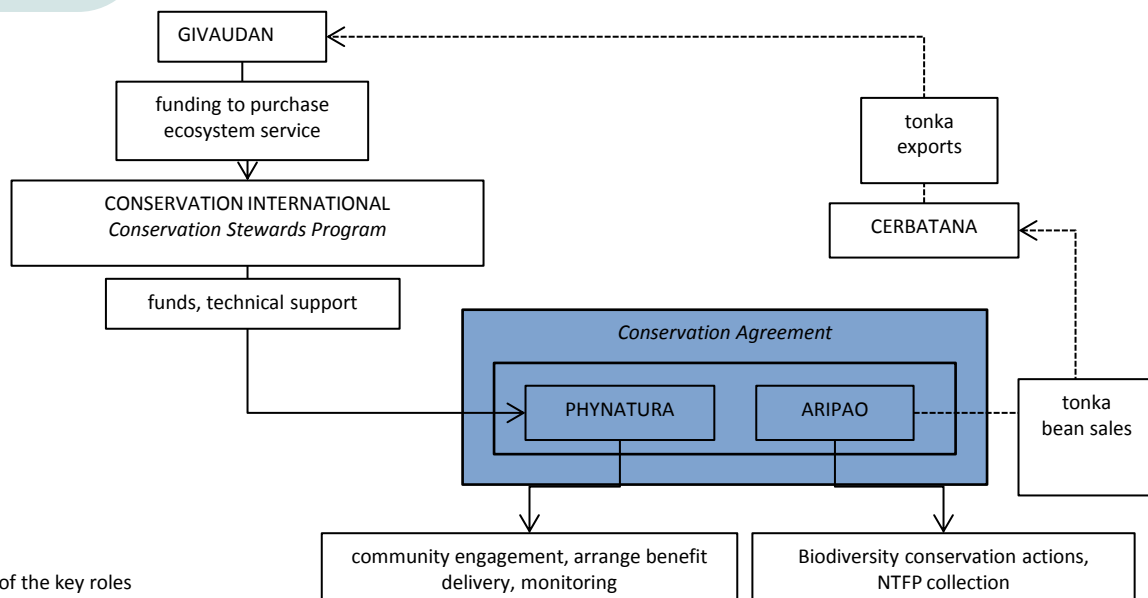 GIVAUDAN
funding to purchase
ecosystem service
tonka
exports
CONSERVATION INTERNATIONAL
Conservation Stewards Program
CERBATANA
funds, technical support
Conservation Agreement
PHYNATURA
ARIPAO
tonka
bean sales
community engagement, arrange benefit
delivery, monitoring
Biodiversity conservation actions,
NTFP collection
of the key roles